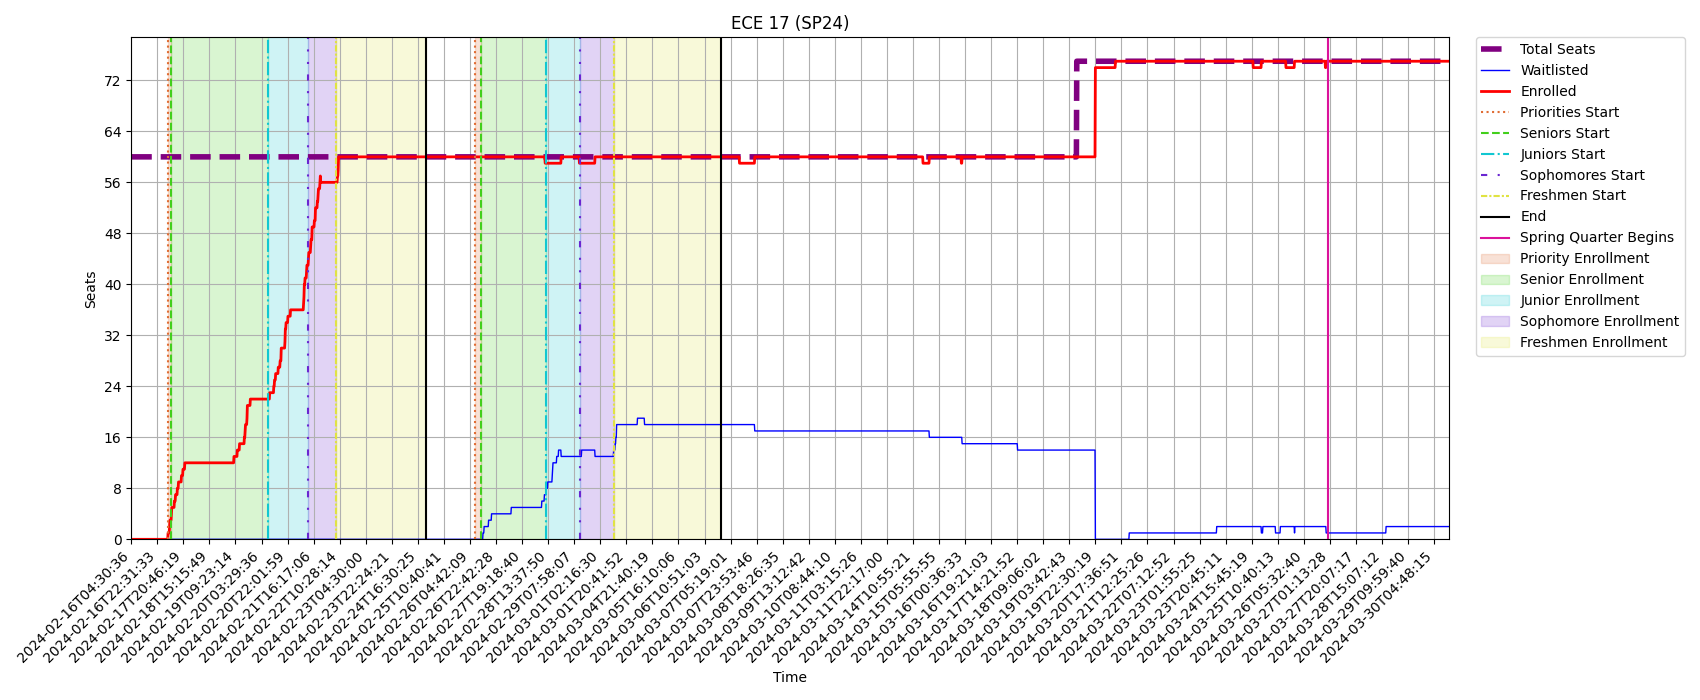 ECE 17 (SP24)
Total Seats
Waitlisted
Enrolled
Priorities Start
Seniors Start
Juniors Start
Sophomores Start
Freshmen Start
End
Spring Quarter Begins
Priority Enrollment
Senior Enrollment
Junior Enrollment
Sophomore Enrollment
Freshmen Enrollment
Seats
72
64
56
48
40
32
24
16
8
0
2024-02-16T04:30:36
2024-02-16T22:31:33
2024-02-17T20:46:19
2024-02-18T15:15:49
2024-02-19T09:23:14
2024-02-20T03:29:36
2024-02-20T22:01:59
2024-02-21T16:17:06
2024-02-22T10:28:14
2024-02-23T04:30:00
2024-02-23T22:24:21
2024-02-24T16:30:25
2024-02-25T10:40:41
2024-02-26T04:42:09
2024-02-26T22:42:28
2024-02-27T19:18:40
2024-02-28T13:37:50
2024-02-29T07:58:07
2024-03-01T02:16:30
2024-03-01T20:41:52
2024-03-04T21:40:19
2024-03-05T16:10:06
2024-03-06T10:51:03
2024-03-07T05:19:01
2024-03-07T23:53:46
2024-03-08T18:26:35
2024-03-09T13:12:42
2024-03-10T08:44:10
2024-03-11T03:15:26
2024-03-11T22:17:00
2024-03-14T10:55:21
2024-03-15T05:55:55
2024-03-16T00:36:33
2024-03-16T19:21:03
2024-03-17T14:21:52
2024-03-18T09:06:02
2024-03-19T03:42:43
2024-03-19T22:30:19
2024-03-20T17:36:51
2024-03-21T12:25:26
2024-03-22T07:12:52
2024-03-23T01:55:25
2024-03-23T20:45:11
2024-03-24T15:45:19
2024-03-25T10:40:13
2024-03-26T05:32:40
2024-03-27T01:13:28
2024-03-27T20:07:17
2024-03-28T15:07:12
2024-03-29T09:59:40
2024-03-30T04:48:15
Time